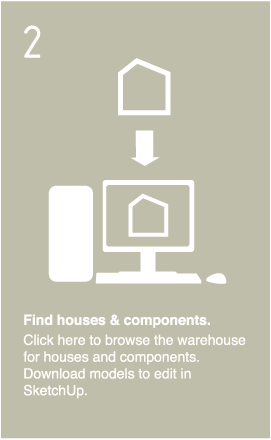 2
Find houses & components.
Click here to browse the warehouse
for houses and components.
Download models to edit in
SketchUp.